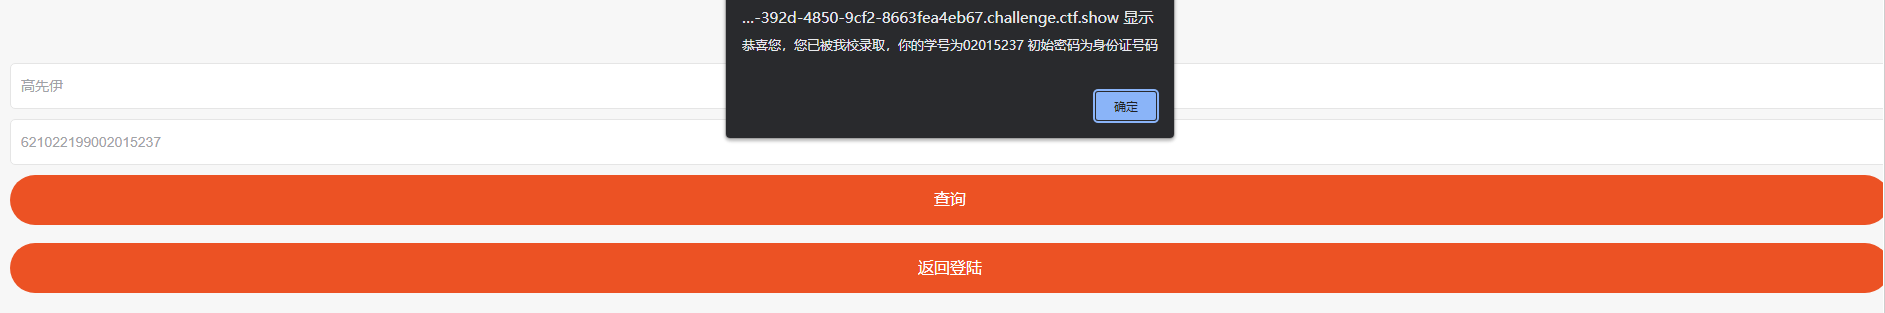 ...-392d-4850-9cf2-8663fea4eb67.challenge.ctf.show 显示
恭喜您，您已被我校录取，你的学号为02015237 初始密码为身份证号码
确定
高先伊
621022199002015237
查询
返回登陆